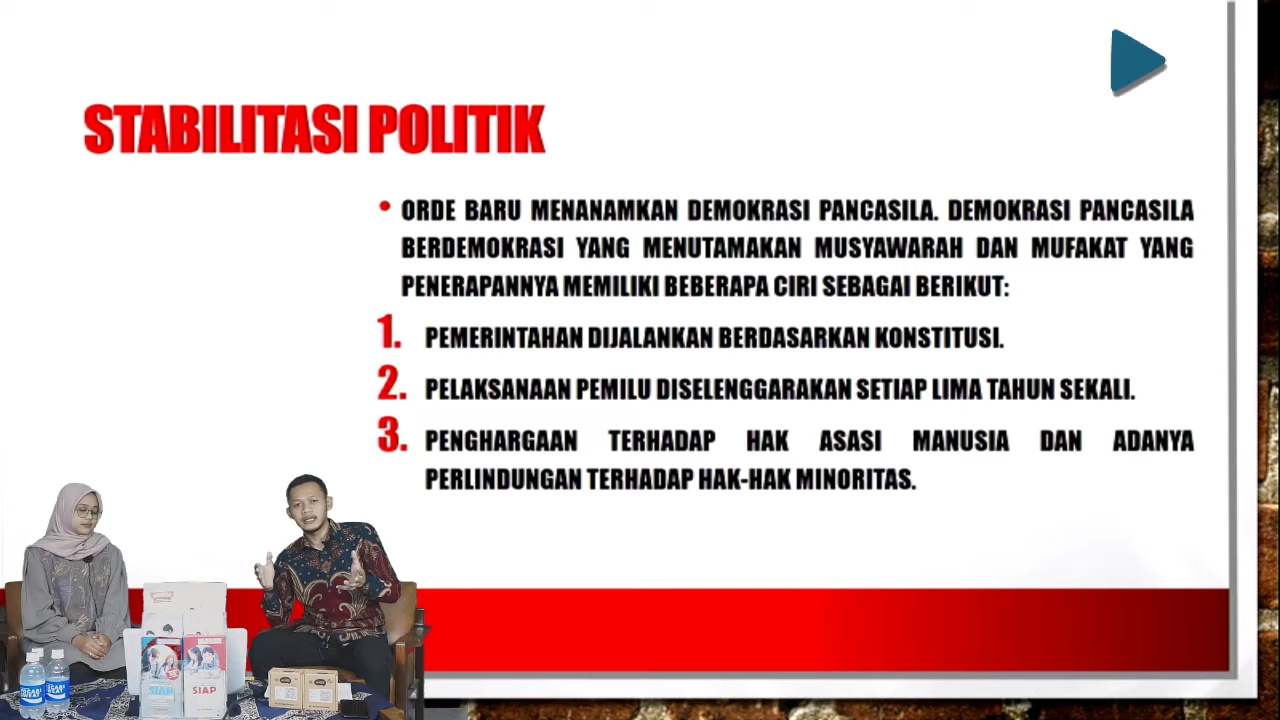 STABILITASI POLITIK
• ORDE BARU MENANAMKAN DEMOKRASI PANCASILA. DEMOKRASI PANCASILA
BERDEMOKRASI YANG MENUTAMAKAN MUSYAWARAH DAN MUFAKAT YANG
PENERAPANNYA MEMILIKI BEBERAPA CIRI SEBAGAI BERIKUT:
1. PEMERINTAHAN DIJALANKAN BERDASARKAN KONSTITUSI.
2. PELAKSANAAN PEMILU DISELENGGARAKAN SETIAP LIMA TAHUN SEKALI.
3. PENGHARGAAN TERHADAP HAK ASASI MANUSIA DAN ADANYA
PERLINDUNGAN TERHADAP HAK-HAK MINORITAS.
SIAP
SIAP